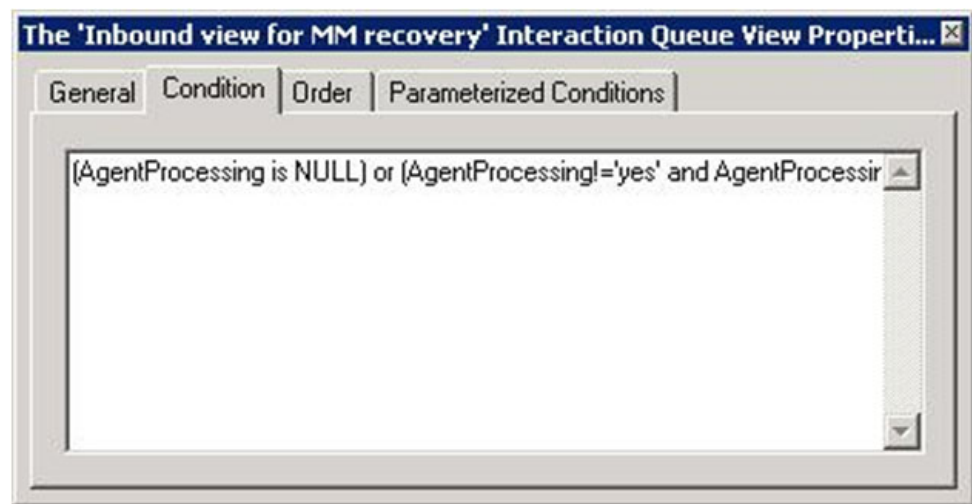 The 'Inbound view for MM recovery' Interaction Queue View Properti...
General Condition Order Parameterized Conditions
(AgentProcessing is NULL) or (AgentProcessing!='yes' and AgentProcessin